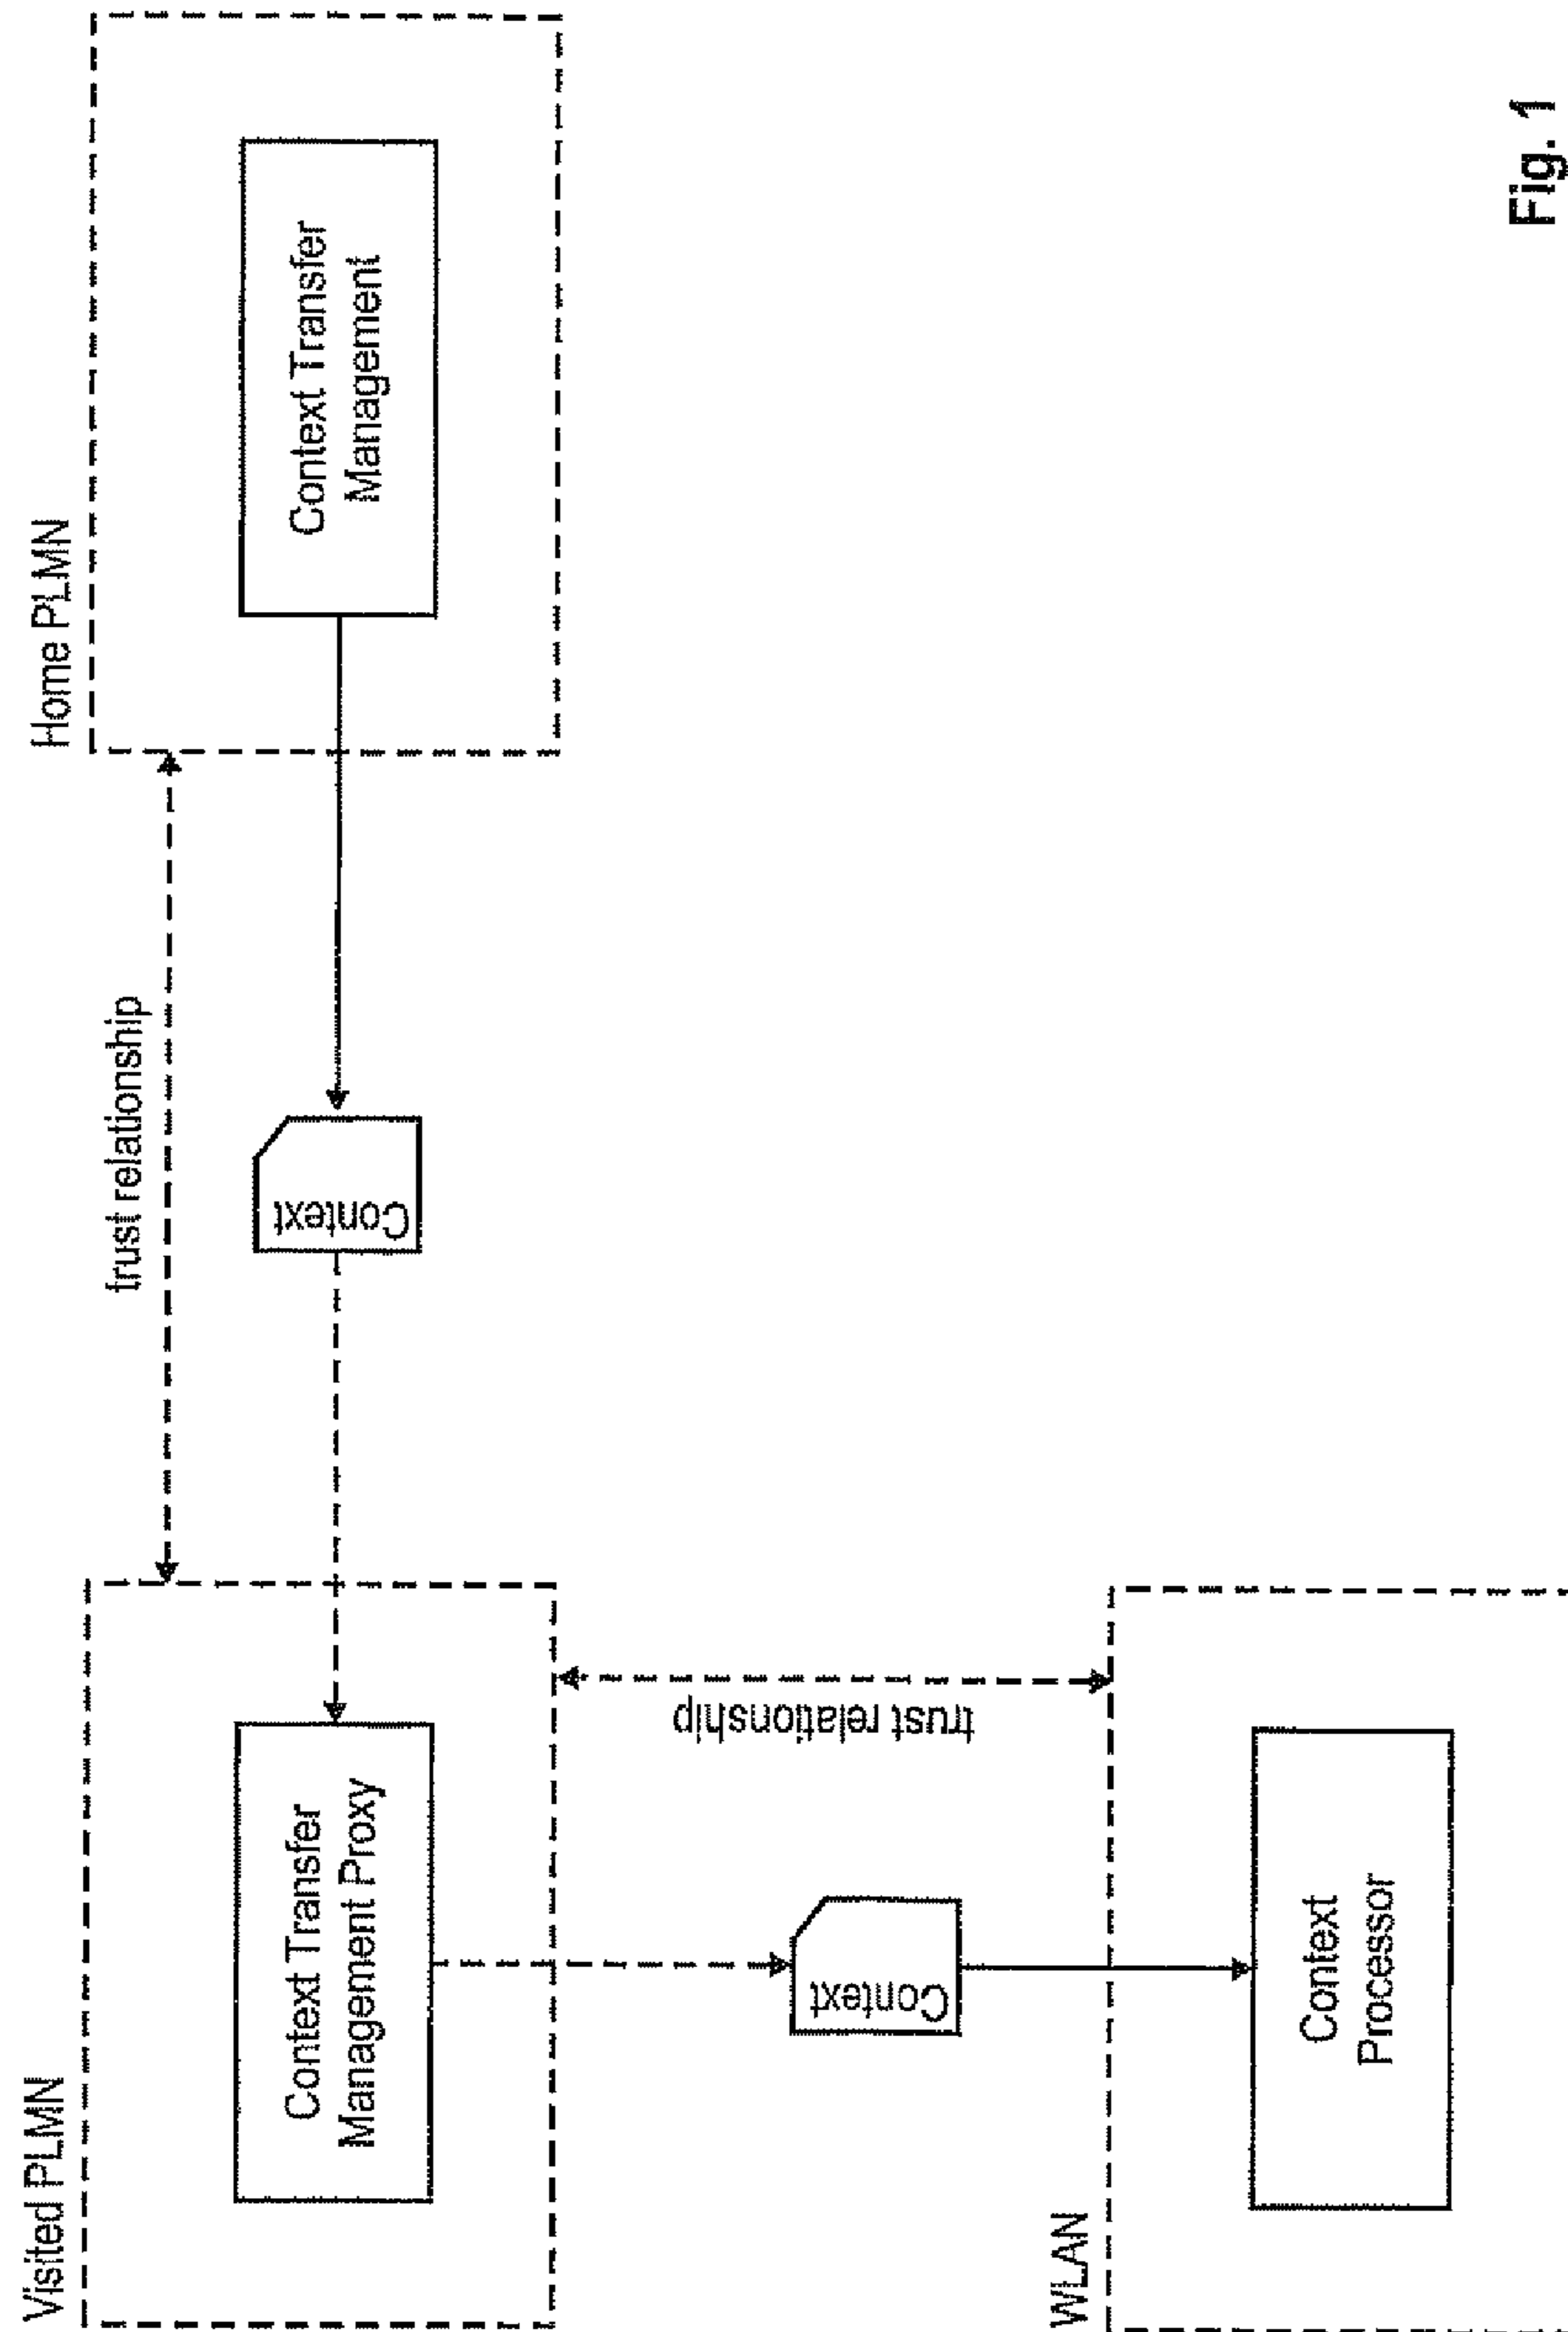 Visited PLMN
Context Transfer
Management Proxy
trust relationship
Context
Home PLMN
Context Transfer
Management
trust relationship
Context
WLAN
Context
Processor
Fig. 1